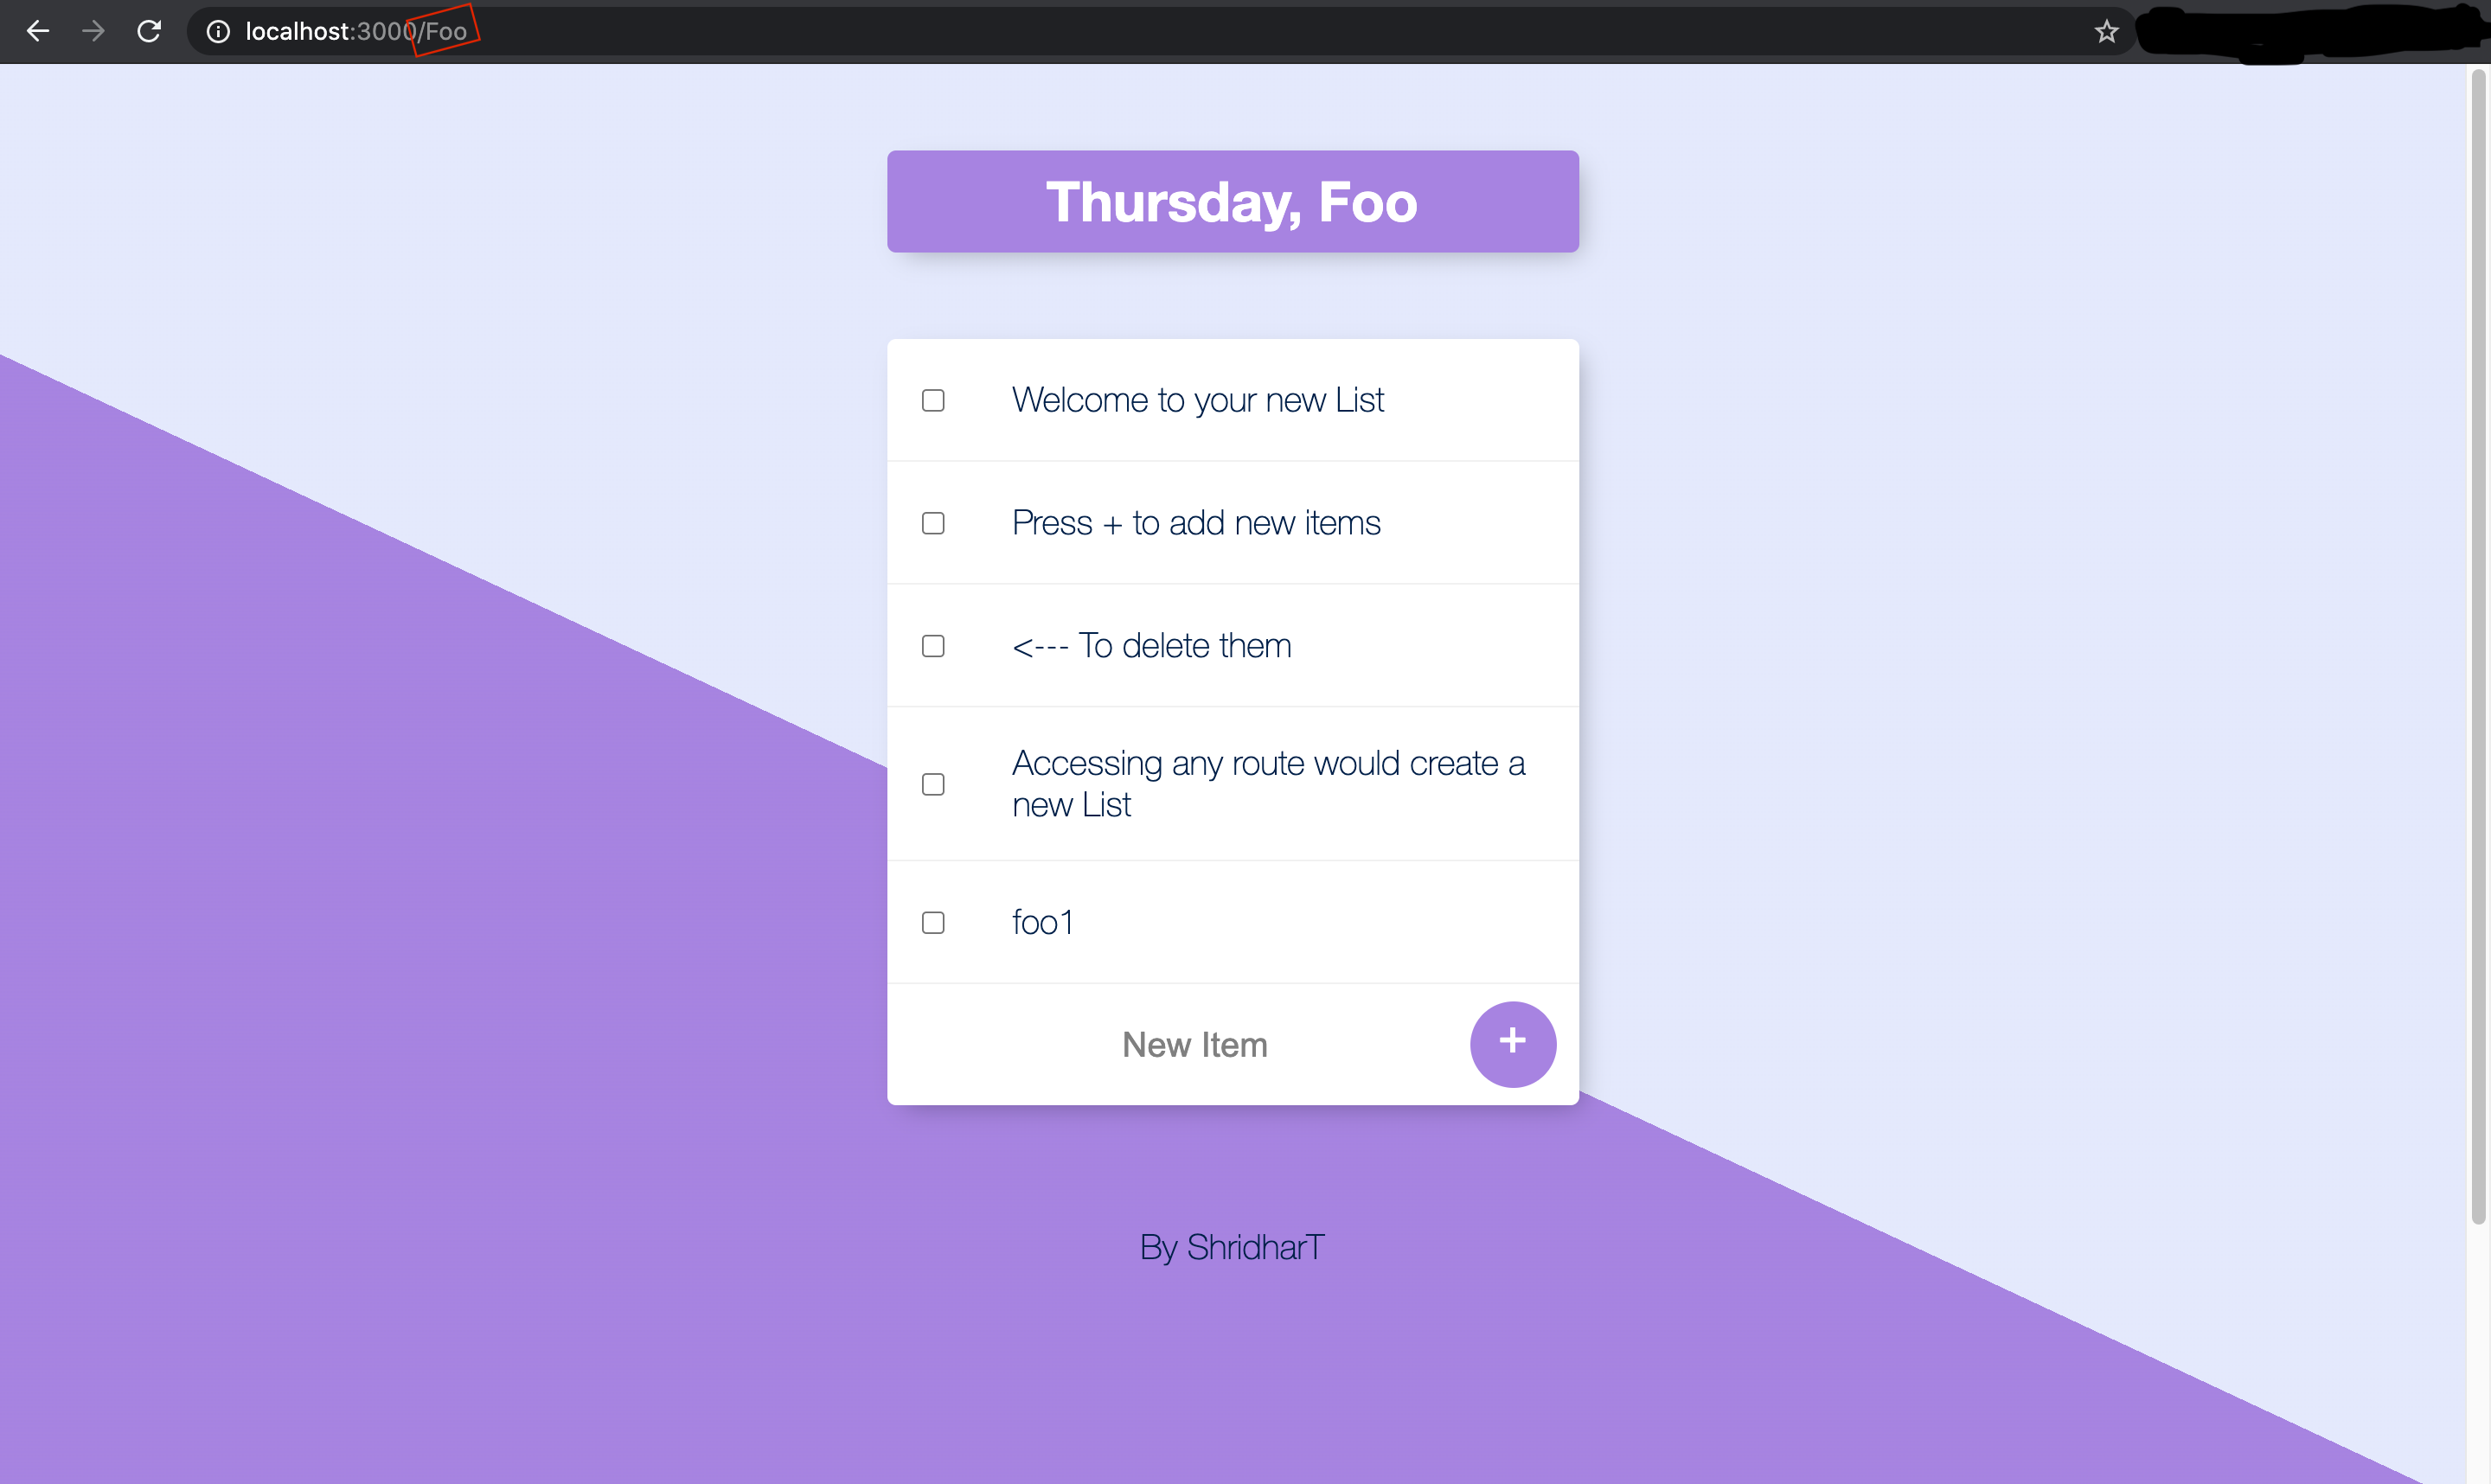 localhost:3000/Foo
Thursday, Foo
Welcome to your new List
Press + to add new items
<--- To delete them
Accessing any route would create a
new List
foo1
New Item
+
By ShridharT